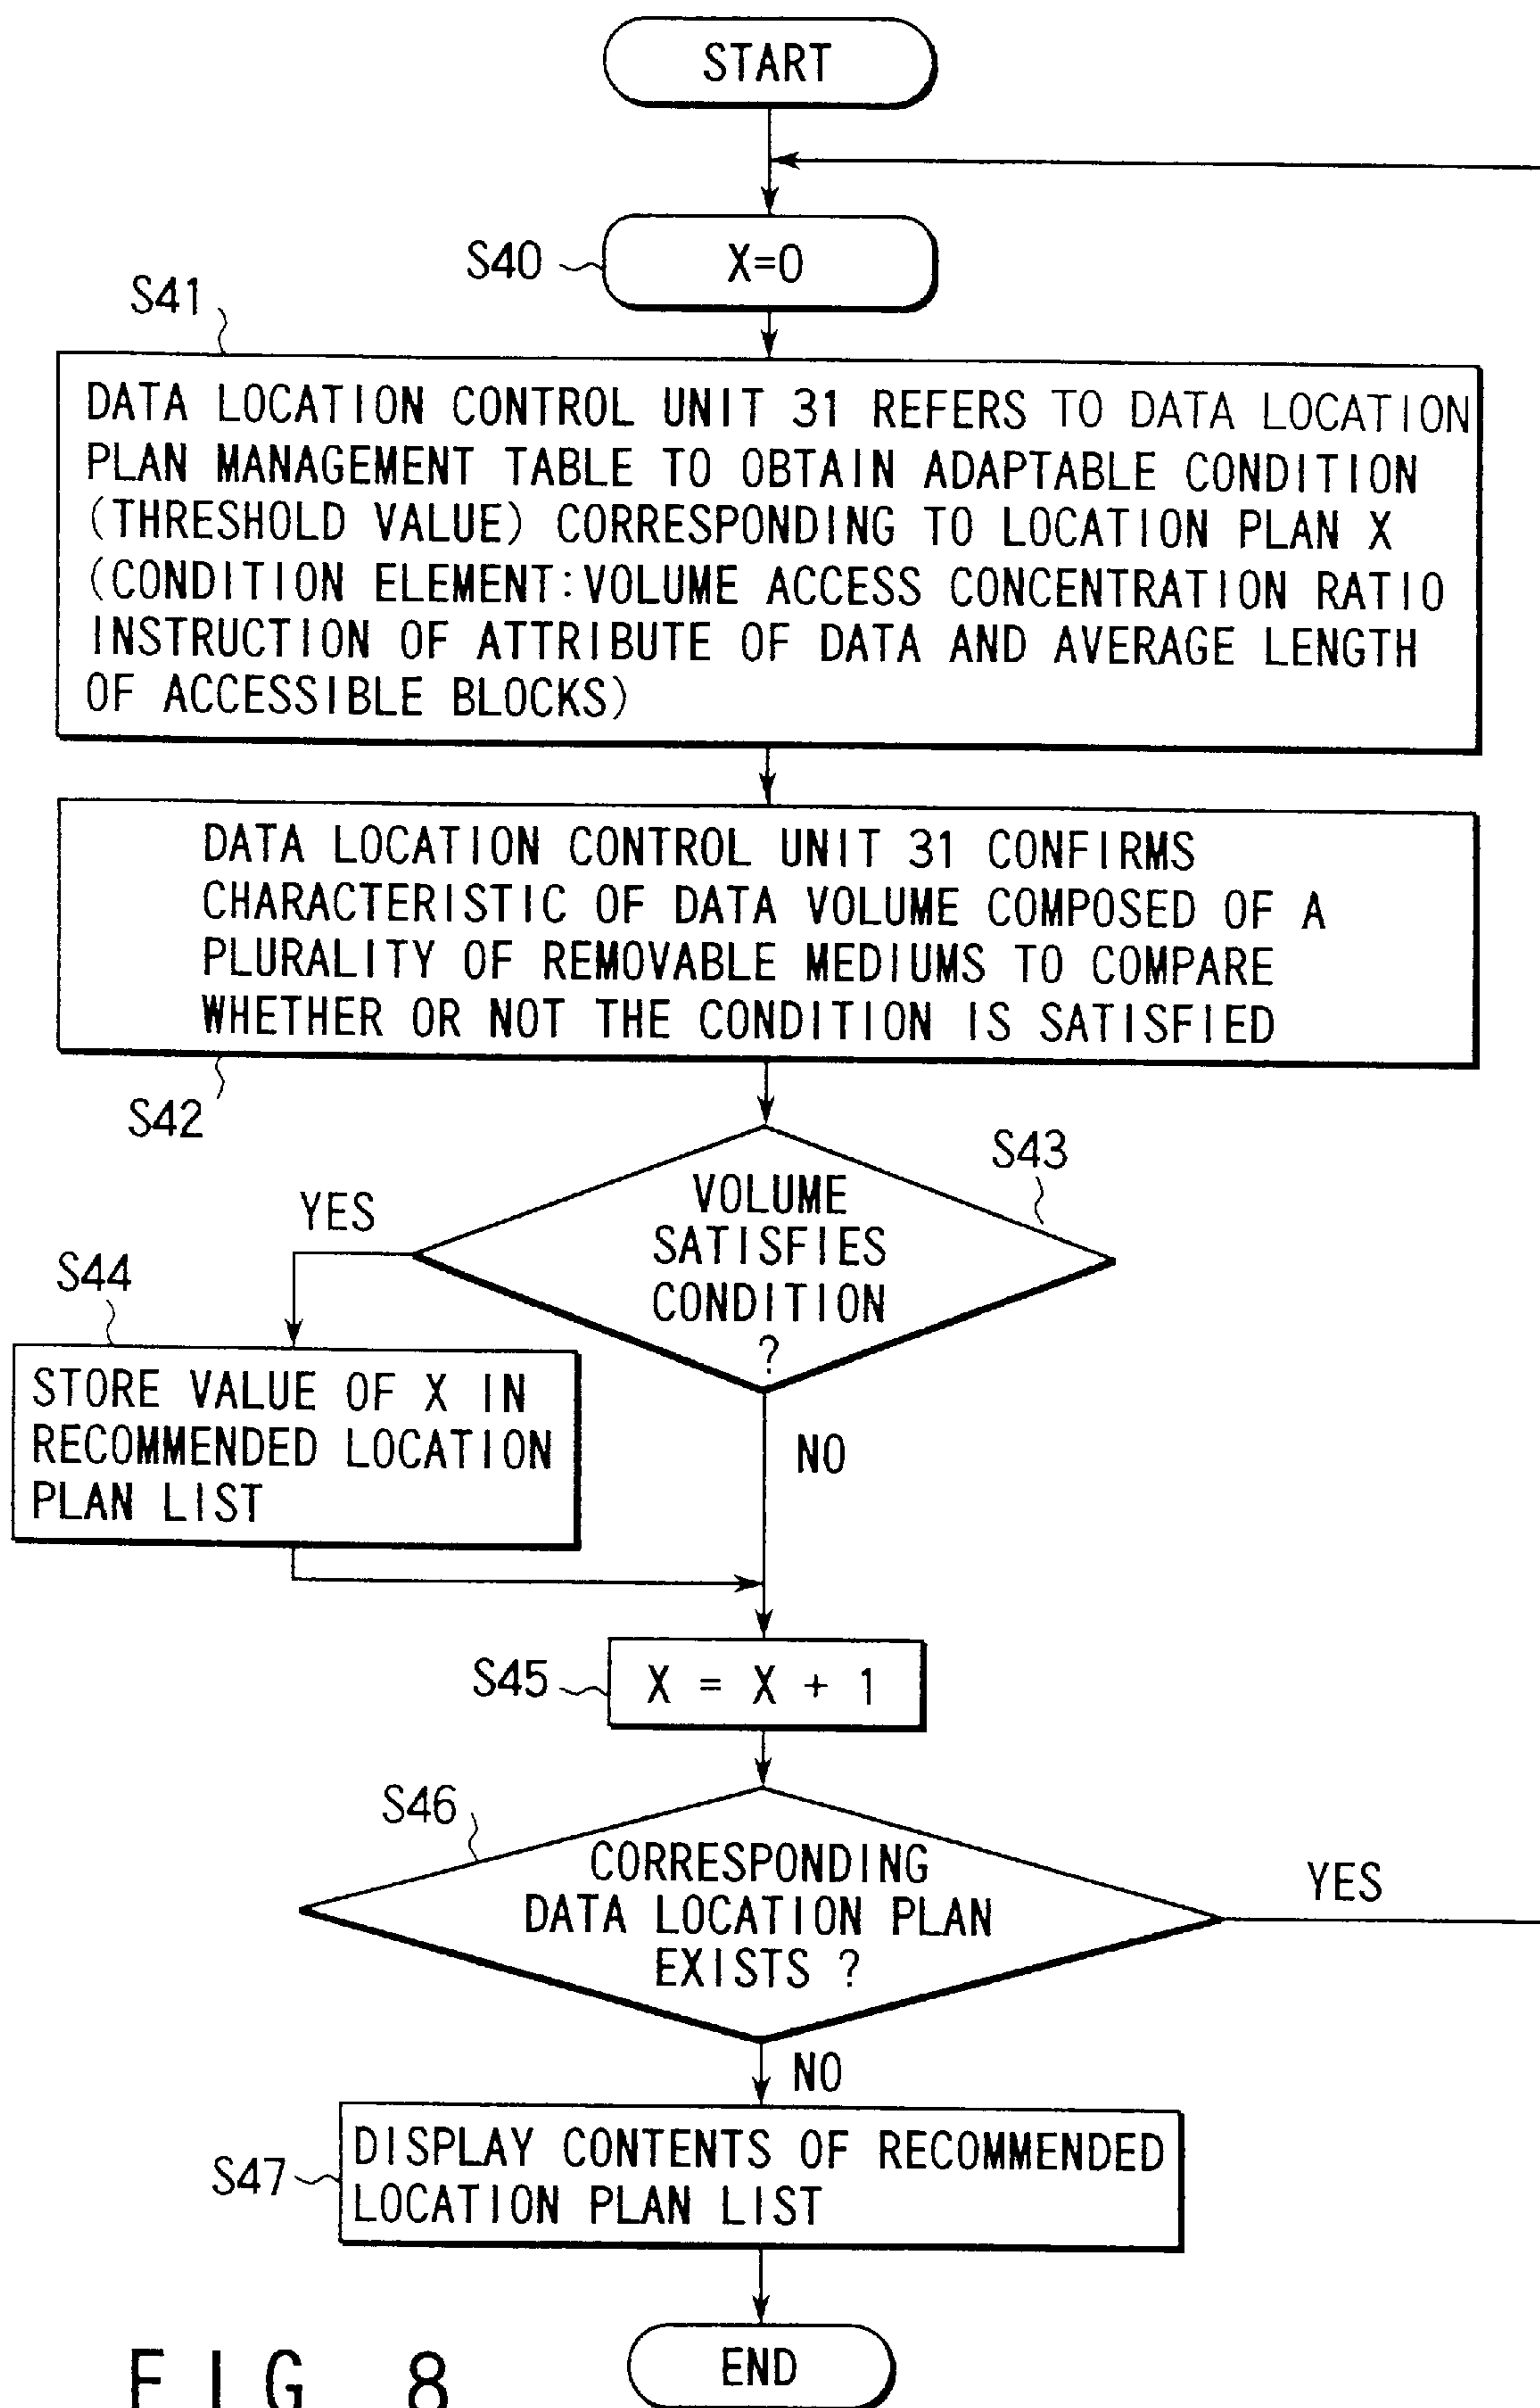 START
S40
X=0
S41
DATA LOCATION CONTROL UNIT 31 REFERS TO DATA LOCATION
PLAN MANAGEMENT TABLE TO OBTAIN ADAPTABLE CONDITION
(THRESHOLD VALUE) CORRESPONDING TO LOCATION PLAN X
(CONDITION ELEMENT:VOLUME ACCESS CONCENTRATION RATIO
INSTRUCTION OF ATTRIBUTE OF DATA AND AVERAGE LENGTH
OF ACCESSIBLE BLOCKS)
DATA LOCATION CONTROL UNIT 31 CONFIRMS
CHARACTERISTIC OF DATA VOLUME COMPOSED OF A
PLURALITY OF REMOVABLE MEDIUMS TO COMPARE
WHETHER OR NOT THE CONDITION IS SATISFIED
S42
S43
VOLUME
SATISFIES
CONDITION
?
YES
S44
STORE VALUE OF X IN
RECOMMENDED LOCATION
PLAN LIST
NO
S45
X = X + 1
S46
CORRESPONDING
DATA LOCATION PLAN
EXISTS ?
YES
NO
S47
DISPLAY CONTENTS OF RECOMMENDED
LOCATION PLAN LIST
END
FIG 8